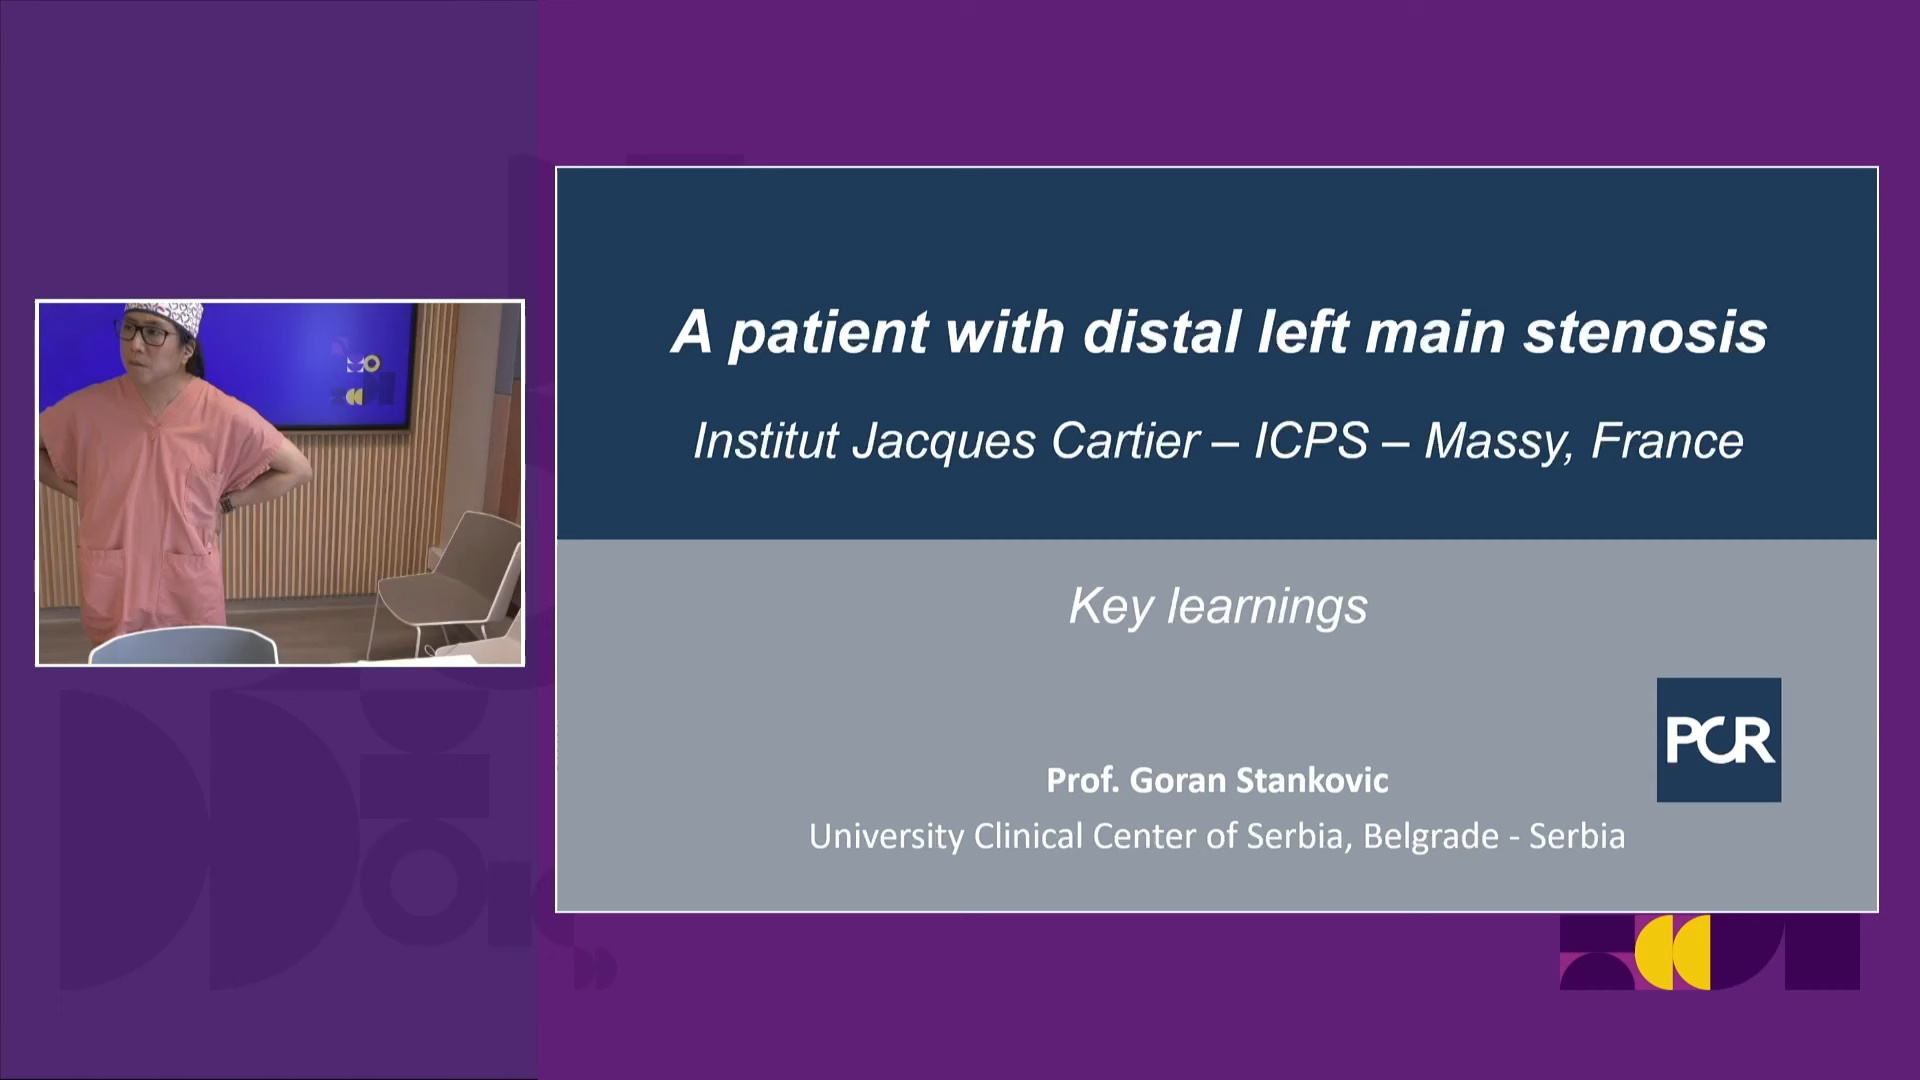 A patient with distal left main stenosis
Institut Jacques Cartier – ICPS – Massy, France
Key learnings
PCR
Prof. Goran Stankovic
University Clinical Center of Serbia, Belgrade - Serbia